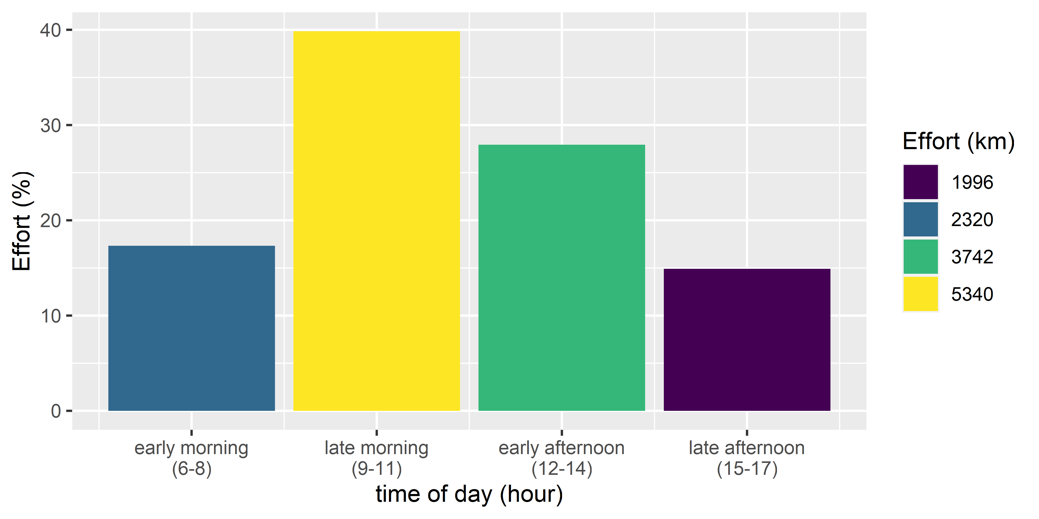 40
30
20
10
0
Effort (%)
early morning
(6-8)
late morning
(9-11)
early afternoon
(12-14)
late afternoon
(15-17)
time of day (hour)
Effort (km)
1996
2320
3742
5340